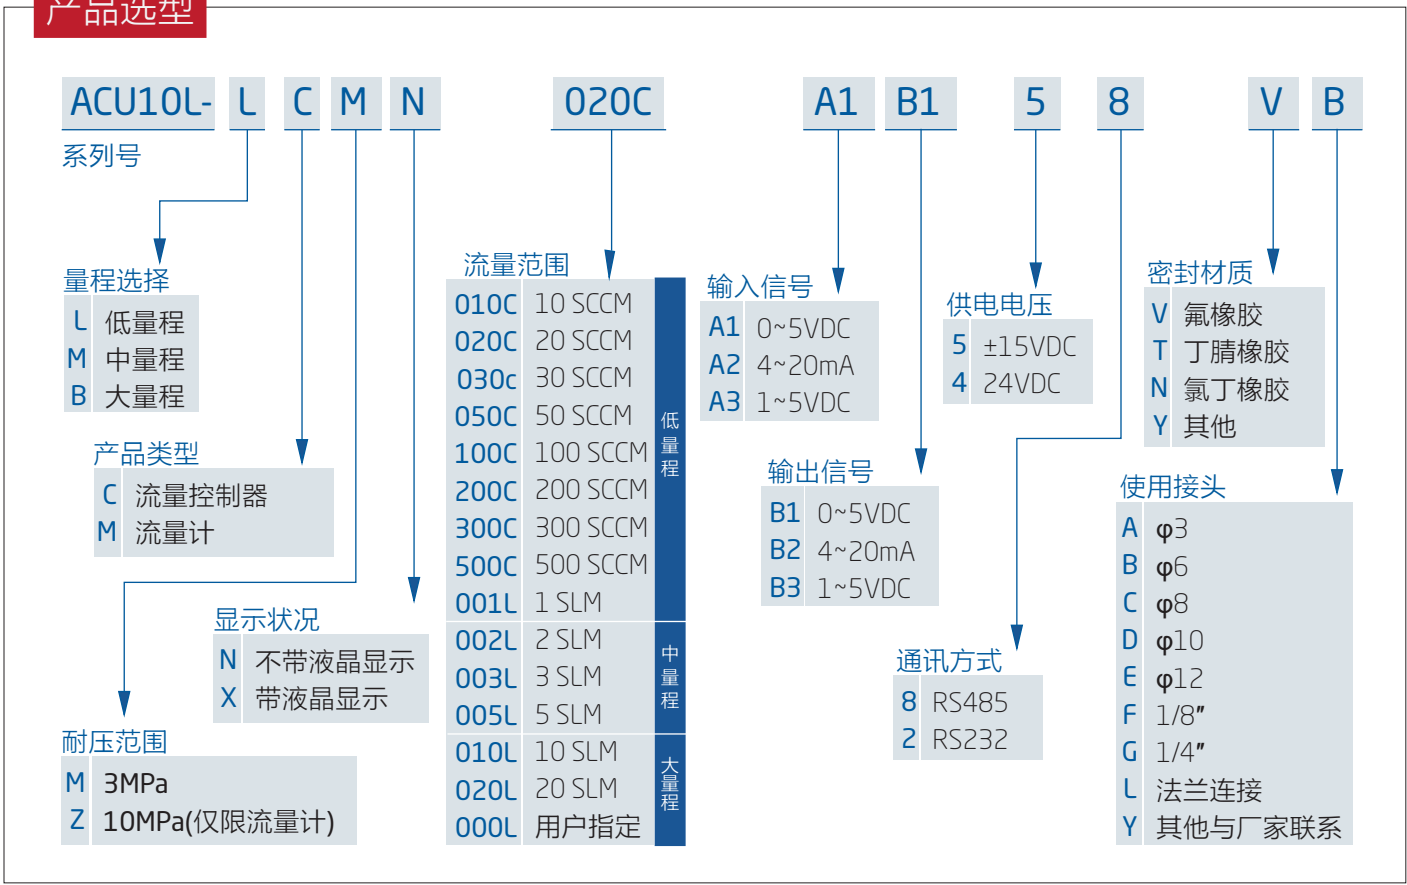 产品选型
ACU10L- L C M N 020C A1 B1 5 8 V B
系列号
量程选择
L 低量程
M 中量程
B 大量程
产品类型
C 流量控制器
M 流量计
耐压范围
M 3MPa
Z 10MPa(仅限流量计)
显示状况
N 不带液晶显示
X 带液晶显示
流量范围
010C 10 SCCM
020C 20 SCCM
030c 30 SCCM
050C 50 SCCM
100C 100 SCCM
200C 200 SCCM
300C 300 SCCM
500C 500 SCCM
001L 1 SLM
低量程
002L 2 SLM
003L 3 SLM
005L 5 SLM
中量程
010L 10 SLM
020L 20 SLM
000L 用户指定
大量程
输入信号
A1 0~5VDC
A2 4~20mA
A3 1~5VDC
输出信号
B1 0~5VDC
B2 4~20mA
B3 1~5VDC
供电电压
5 ±15VDC
4 24VDC
通讯方式
8 RS485
2 RS232
密封材质
V 氟橡胶
T 丁腈橡胶
N 氯丁橡胶
Y 其他
使用接头
A φ3
B φ6
C φ8
D φ10
E φ12
F 1/8"
G 1/4"
L 法兰连接
Y 其他与厂家联系